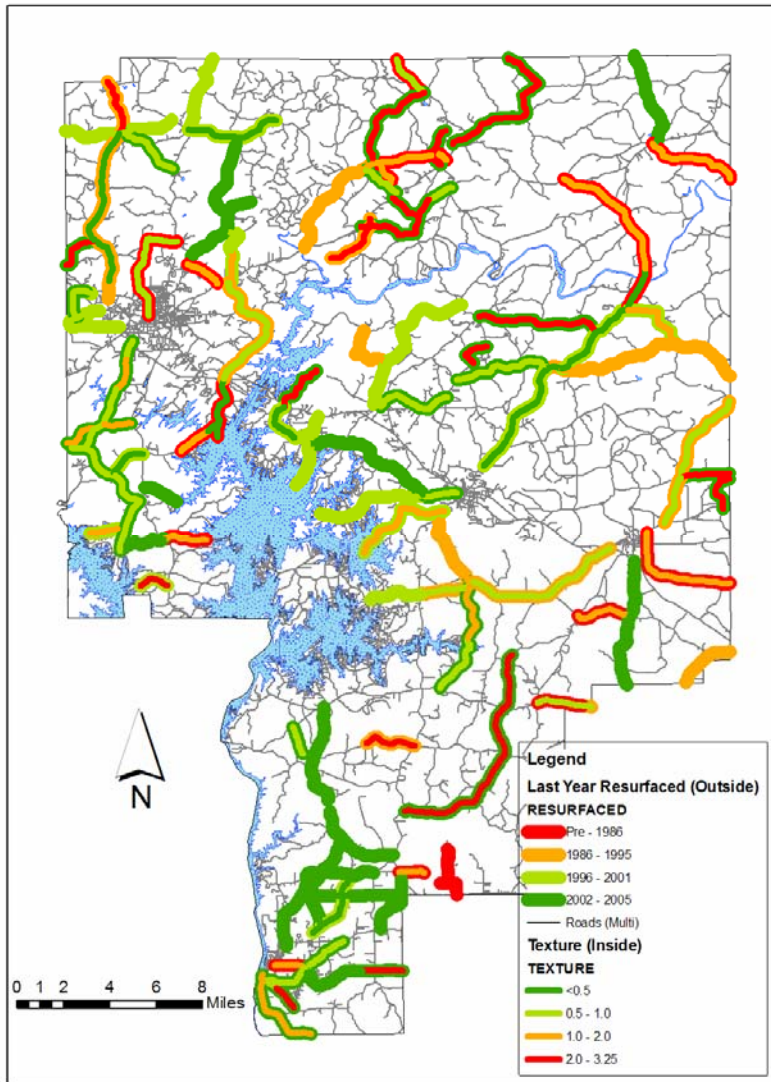 N
0 1 2 4 6 8
Miles
Legend
Last Year Resurfaced (Outside)
RESURFACED
Pre - 1986
1986 - 1995
1996 - 2001
2002 - 2005
Roads (Multi)
Texture (Inside)
TEXTURE
<0.5
0.5 - 1.0
1.0 - 2.0
2.0 - 3.25